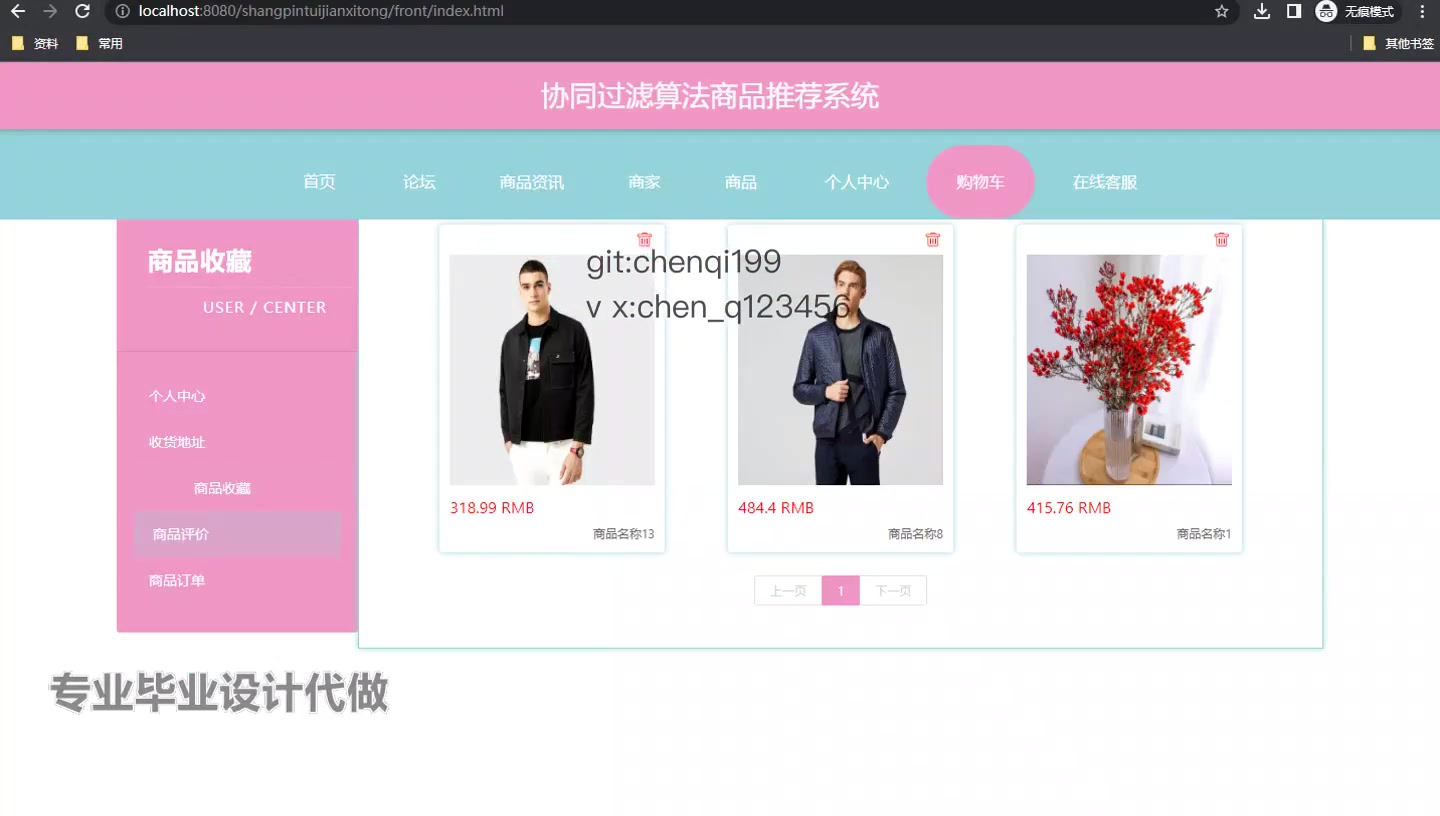 localhost:8080/shangpintuijianxitong/front/index.html
无痕模式
资料
常用
其他书签
协同过滤算法商品推荐系统
首页
论坛
商品资讯
商家
商品
个人中心
购物车
在线客服
商品收藏
USER / CENTER
个人中心
收货地址
商品收藏
商品评价
商品订单
git:chenqi199
v x:chen_q123456
318.99 RMB
商品名称13
484.4 RMB
商品名称8
415.76 RMB
商品名称1
上一页
1
下一页
专业毕业设计代做